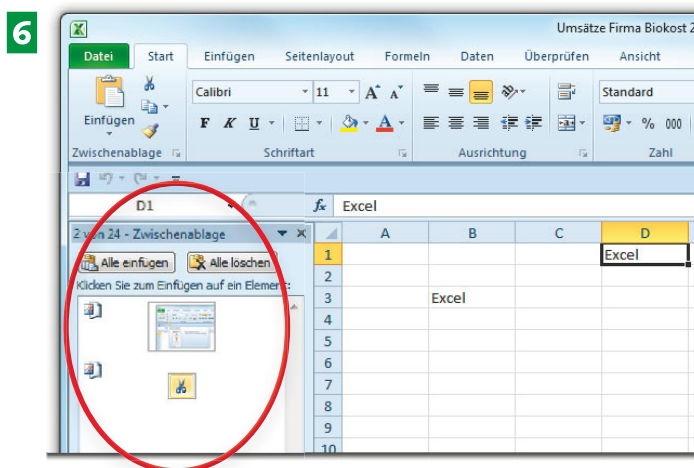 6
Umsätze Firma Biokost 2
Datei Start Einfügen Seitenlayout Formeln Daten Überprüfen Ansicht
Calibri 11 A A Standard
Einfügen F K U A % 000
Zwischenablage Schriftart Ausrichtung Zahl
D1 fx Excel
2 von 24 - Zwischenablage A B C D
Alle einfügen Alle löschen 1 Excel
Klicken Sie zum Einfügen auf ein Element: 2
3 Excel
4
5
6
7
8
9
10